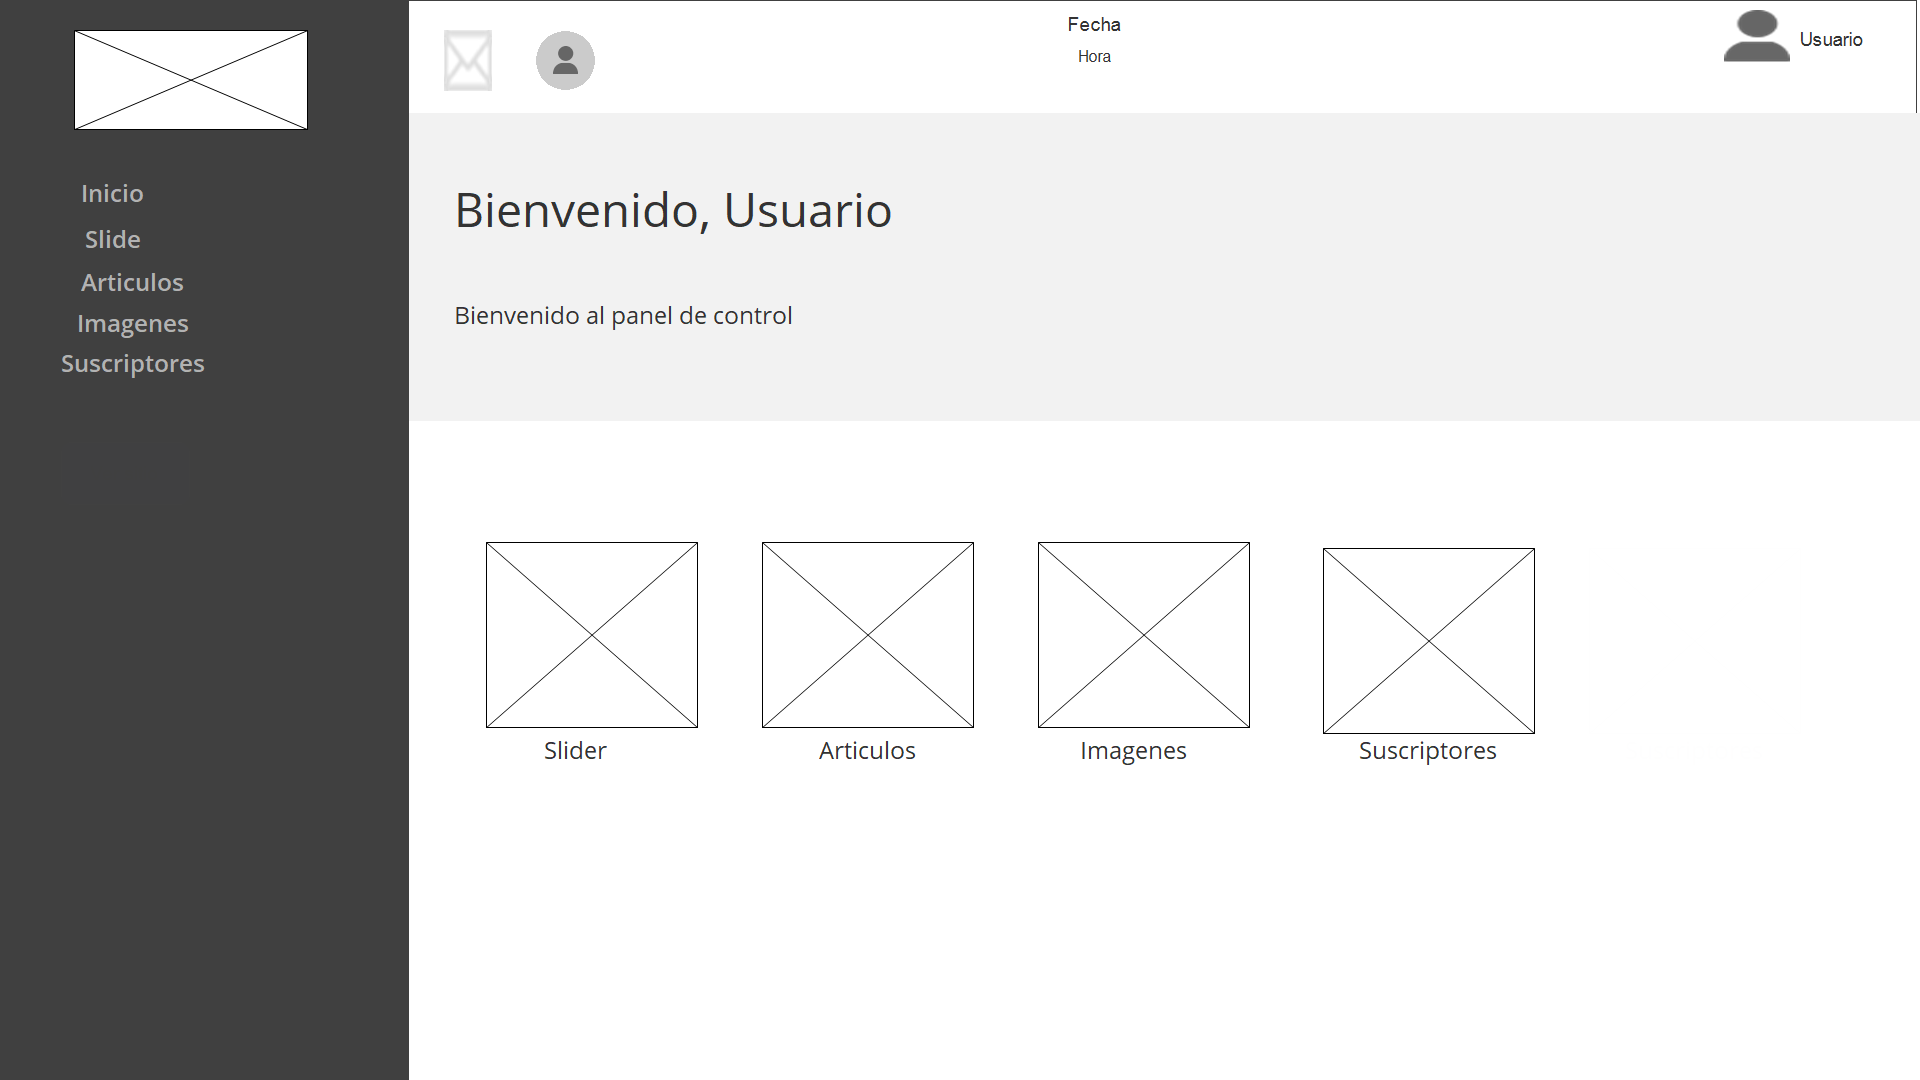 Inicio
Slide
Articulos
Imagenes
Suscriptores
Fecha
Hora
Usuario
Bienvenido, Usuario
Bienvenido al panel de control
Slider
Articulos
Imagenes
Suscriptores